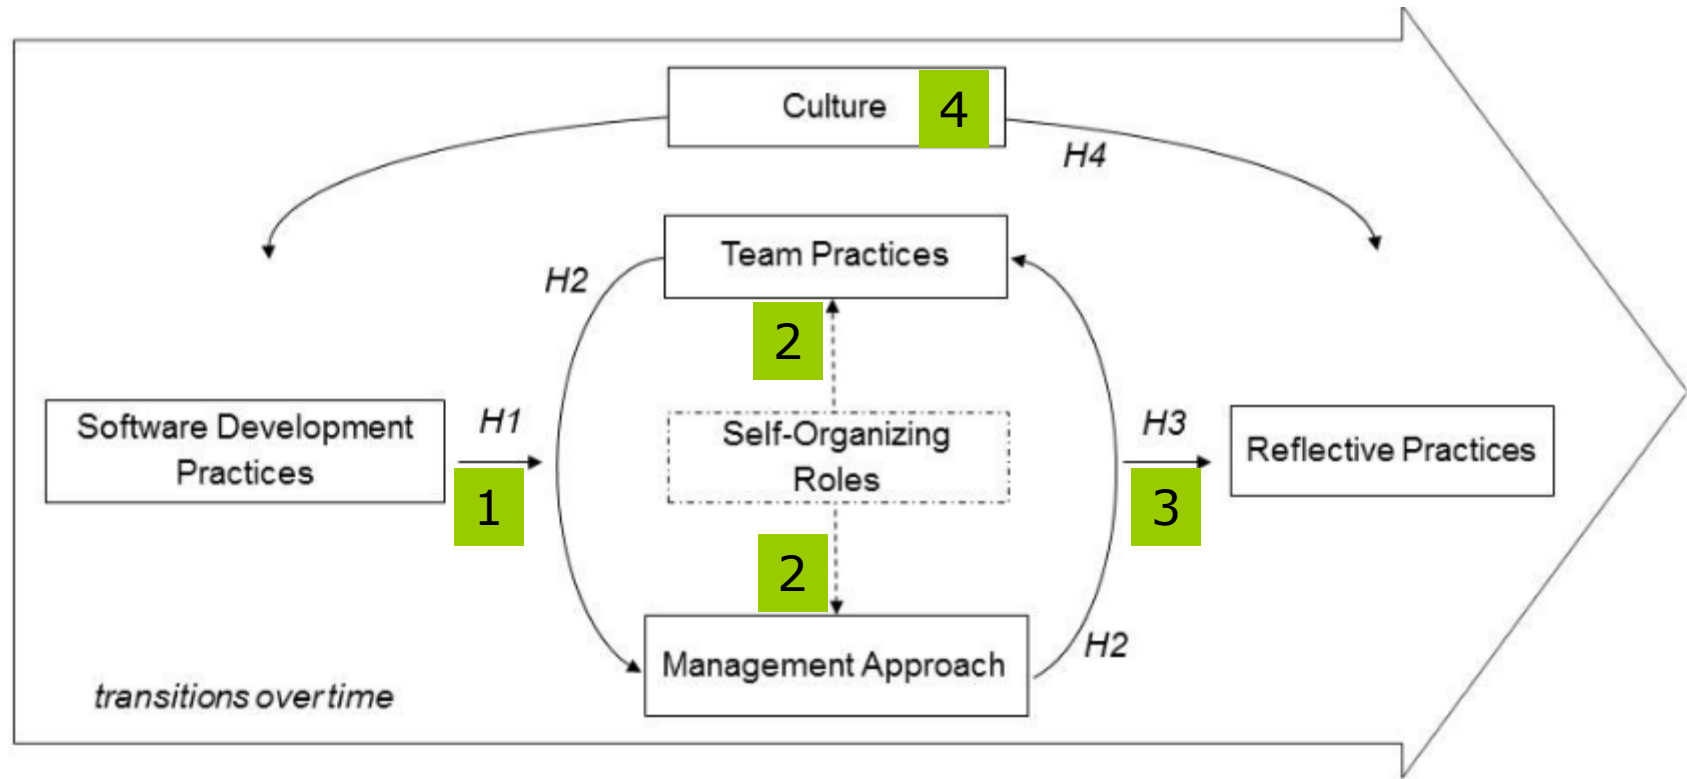 Culture
4
H4
Team Practices
H2
2
Software Development
Practices
H1
1
Self-Organizing
Roles
H3
3
Reflective Practices
2
Management Approach
H2
transitions over time